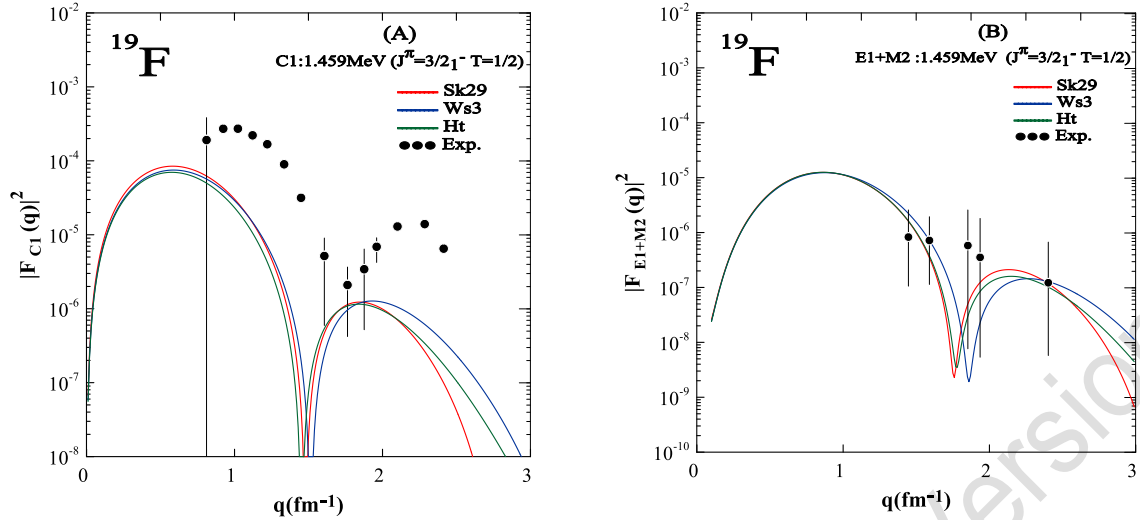 (A)
¹⁹F
C1:1.459MeV (Jᵖⁱ=3/2₁⁻ T=1/2)
Sk29
Ws3
Ht
Exp.
|F C1(q)|²
10⁻²
10⁻³
10⁻⁴
10⁻⁵
10⁻⁶
10⁻⁷
10⁻⁸
0 1 2 3
q(fm⁻¹)
(B)
¹⁹F
E1+M2 :1.459MeV (J^π=3/2₁⁻ T=1/2)
Sk29
Ws3
Ht
Exp.
|F E1+M2(q)|²
10⁻²
10⁻³
10⁻⁴
10⁻⁵
10⁻⁶
10⁻⁷
10⁻⁸
10⁻⁹
10⁻¹⁰
0 1 2 3
q(fm⁻¹)